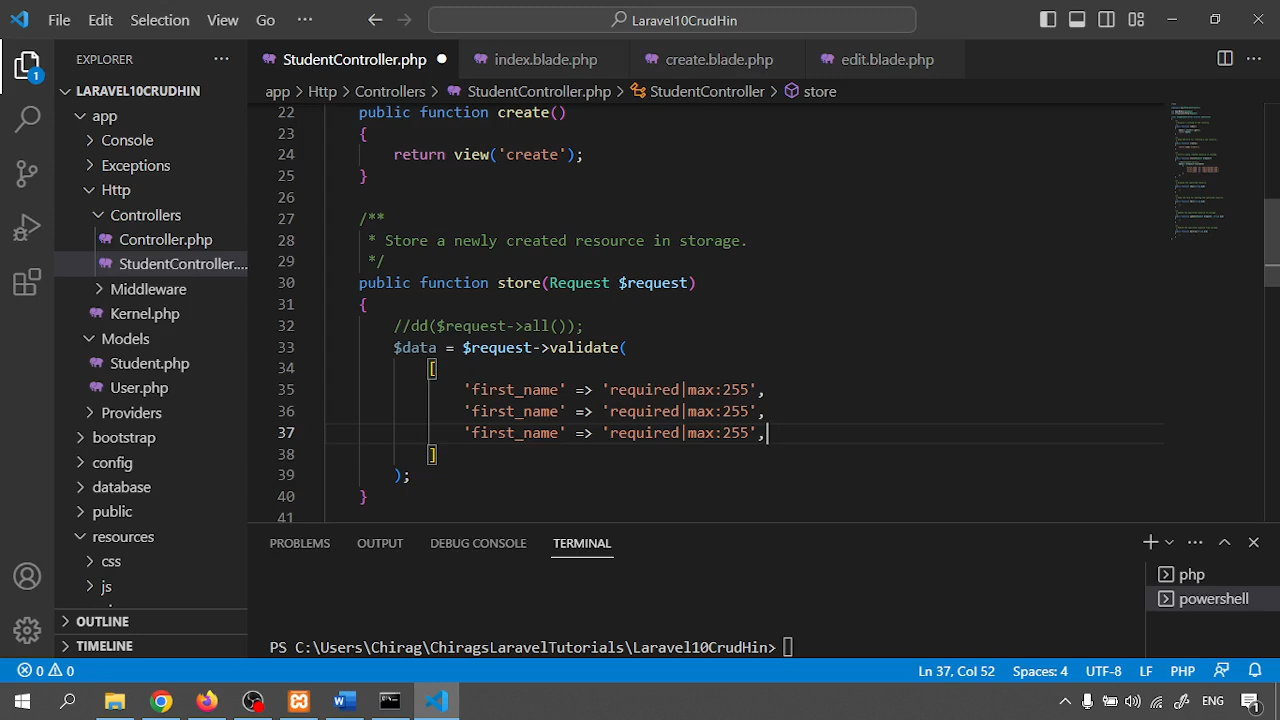 File Edit Selection View Go ··· Laravel10CrudHin
EXPLORER ···
StudentController.php ● index.blade.php create.blade.php edit.blade.php ···
LARAVEL10CRUDHIN
app > Http > Controllers > StudentController.php > StudentController > store
app
Console
Exceptions
Http
Controllers
Controller.php
StudentController....
Middleware
Kernel.php
Models
Student.php
User.php
Providers
bootstrap
config
database
public
resources
css
js
OUTLINE
TIMELINE
1
22 public function create()
23 {
24 return view('create');
25 }
26
27 /**
28 * Store a newly created resource in storage.
29 */
30 public function store(Request $request)
31 {
32 //dd($request->all());
33 $data = $request->validate(
34 [
35 'first_name' => 'required|max:255',
36 'first_name' => 'required|max:255',
37 'first_name' => 'required|max:255',
38 ]
39 );
40 }
41
PROBLEMS OUTPUT DEBUG CONSOLE TERMINAL
php
powershell
PS C:\Users\Chirag\ChiragsLaravelTutorials\Laravel10CrudHin>
0 0 Ln 37, Col 52 Spaces: 4 UTF-8 LF PHP
ENG 1